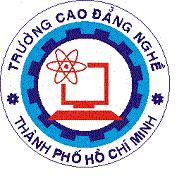 TRƯỜNG CAO ĐẲNG NGHỀ
THÀNH PHỐ HỒ CHÍ MINH